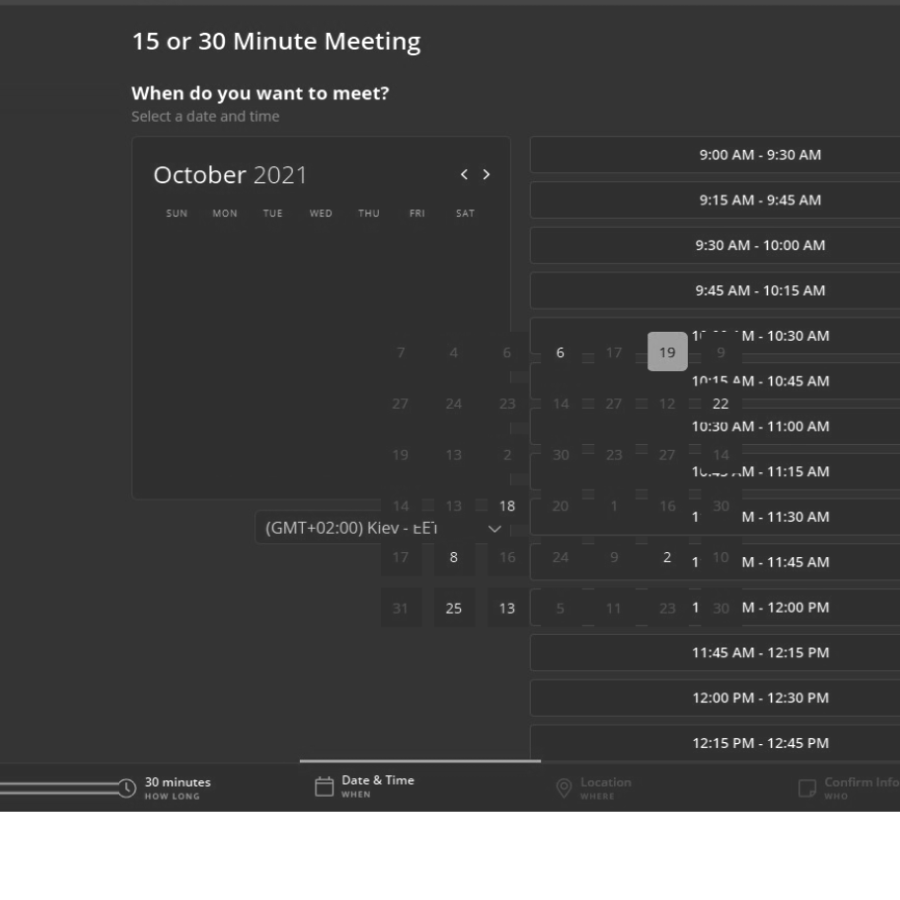 15 or 30 Minute Meeting
When do you want to meet?
Select a date and time
October 2021
SUN MON TUE WED THU FRI SAT
7 4 6 6 17 19 9
27 24 23 14 27 12 22
19 13 2 30 23 27 14
14 13 18 20 1 16 30
17 8 16 24 9 2 10
31 25 13 5 11 23 30
(GMT+02:00) Kiev - EET
9:00 AM - 9:30 AM
9:15 AM - 9:45 AM
9:30 AM - 10:00 AM
9:45 AM - 10:15 AM
M - 10:30 AM
10:15 AM - 10:45 AM
10:30 AM - 11:00 AM
M - 11:15 AM
1 M - 11:30 AM
1 M - 11:45 AM
1 M - 12:00 PM
11:45 AM - 12:15 PM
12:00 PM - 12:30 PM
12:15 PM - 12:45 PM
30 minutes
HOW LONG
Date & Time
WHEN
Location
WHERE
Confirm Info
WHO